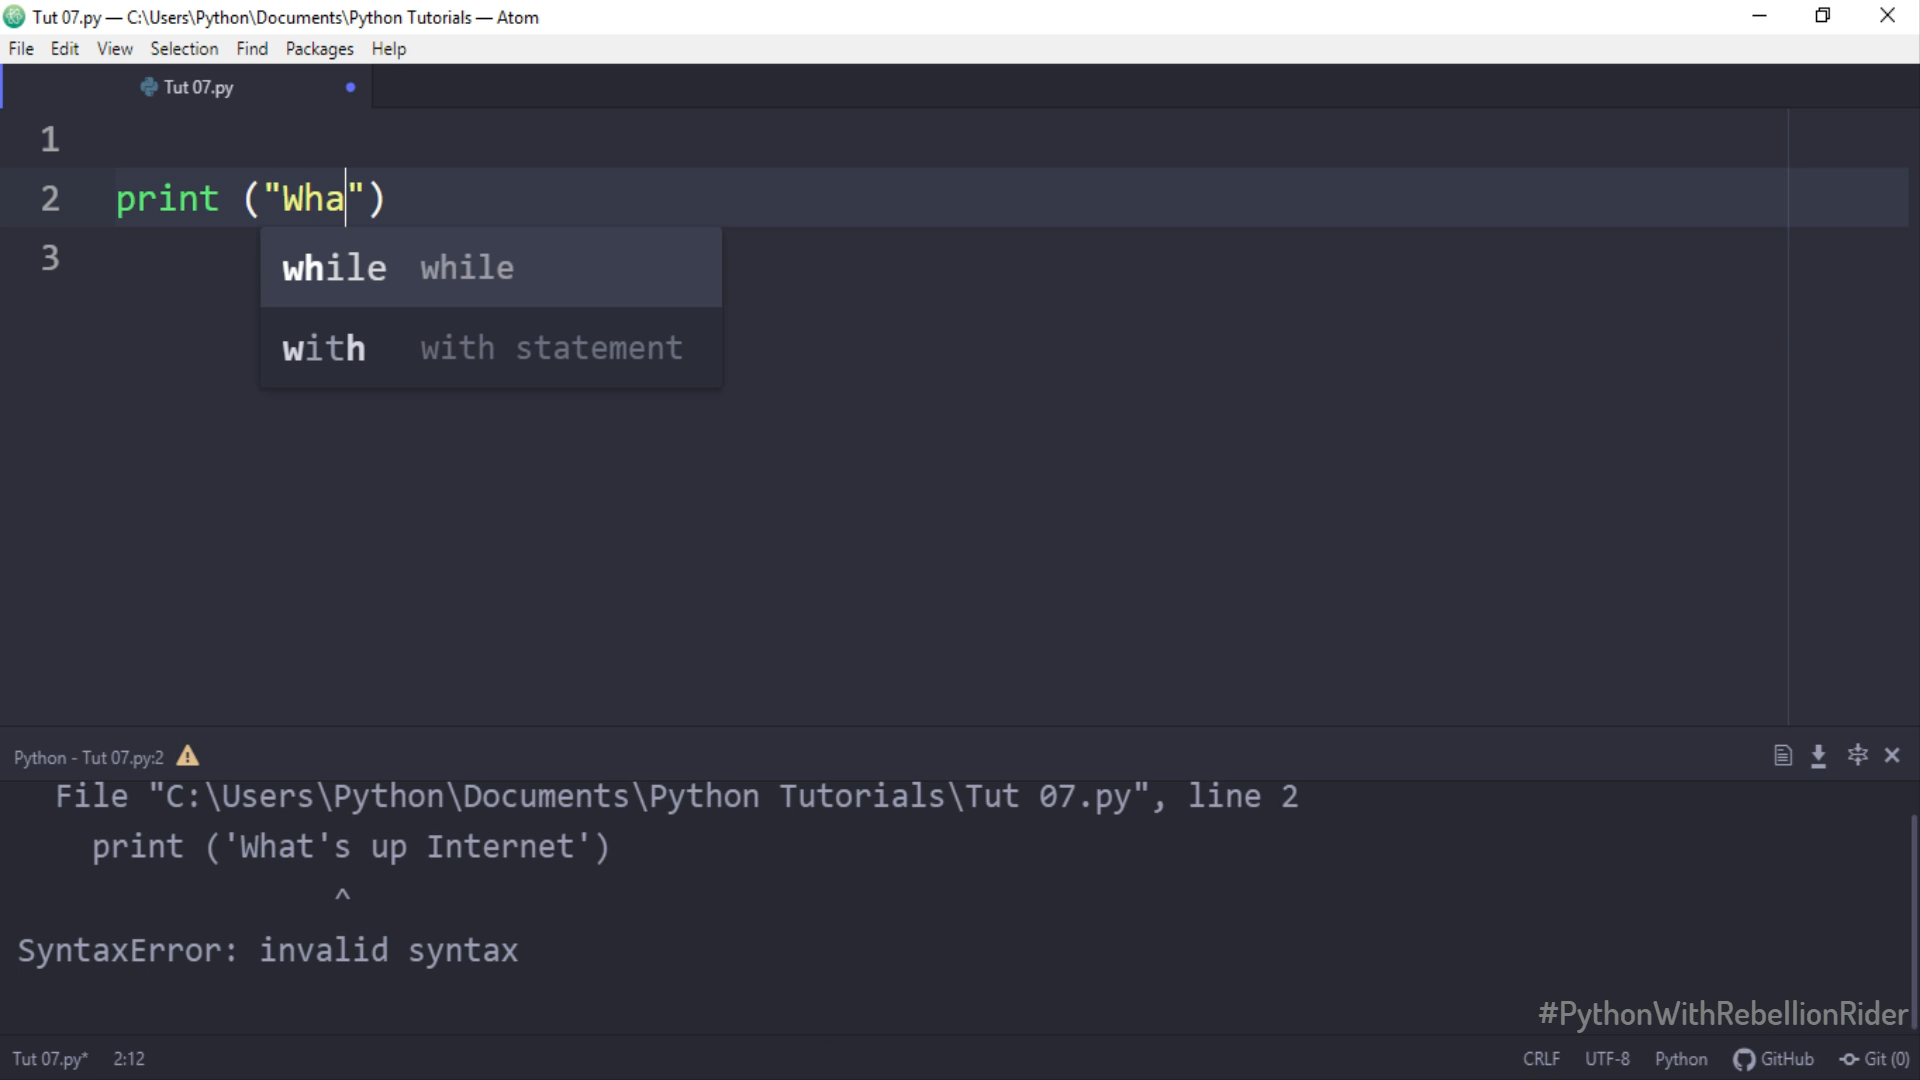 Tut 07.py — C:\Users\Python\Documents\Python Tutorials — Atom
File Edit View Selection Find Packages Help
Tut 07.py
1
2 print ("Wha")
3
while while
with with statement
Python - Tut 07.py:2
File "C:\Users\Python\Documents\Python Tutorials\Tut 07.py", line 2
print ('What's up Internet')
^
SyntaxError: invalid syntax
#PythonWithRebellionRider
Tut 07.py* 2:12 CRLF UTF-8 Python GitHub Git (0)